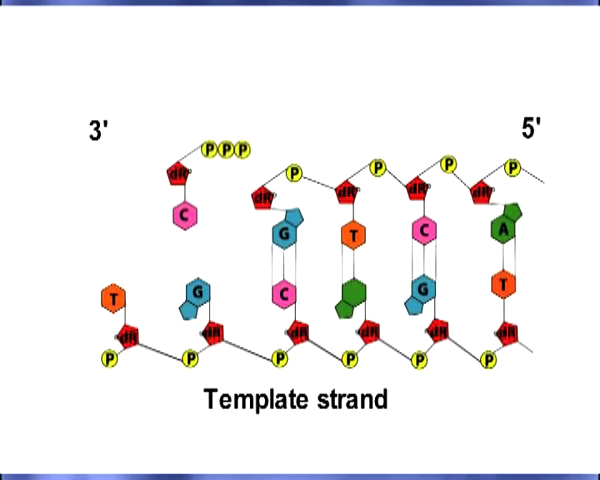 3' 5'
P P P
P P P P
dR dR dR dR dR
C G T C A
T G C G T
dR dR dR dR dR dR
P P P P P P
Template strand